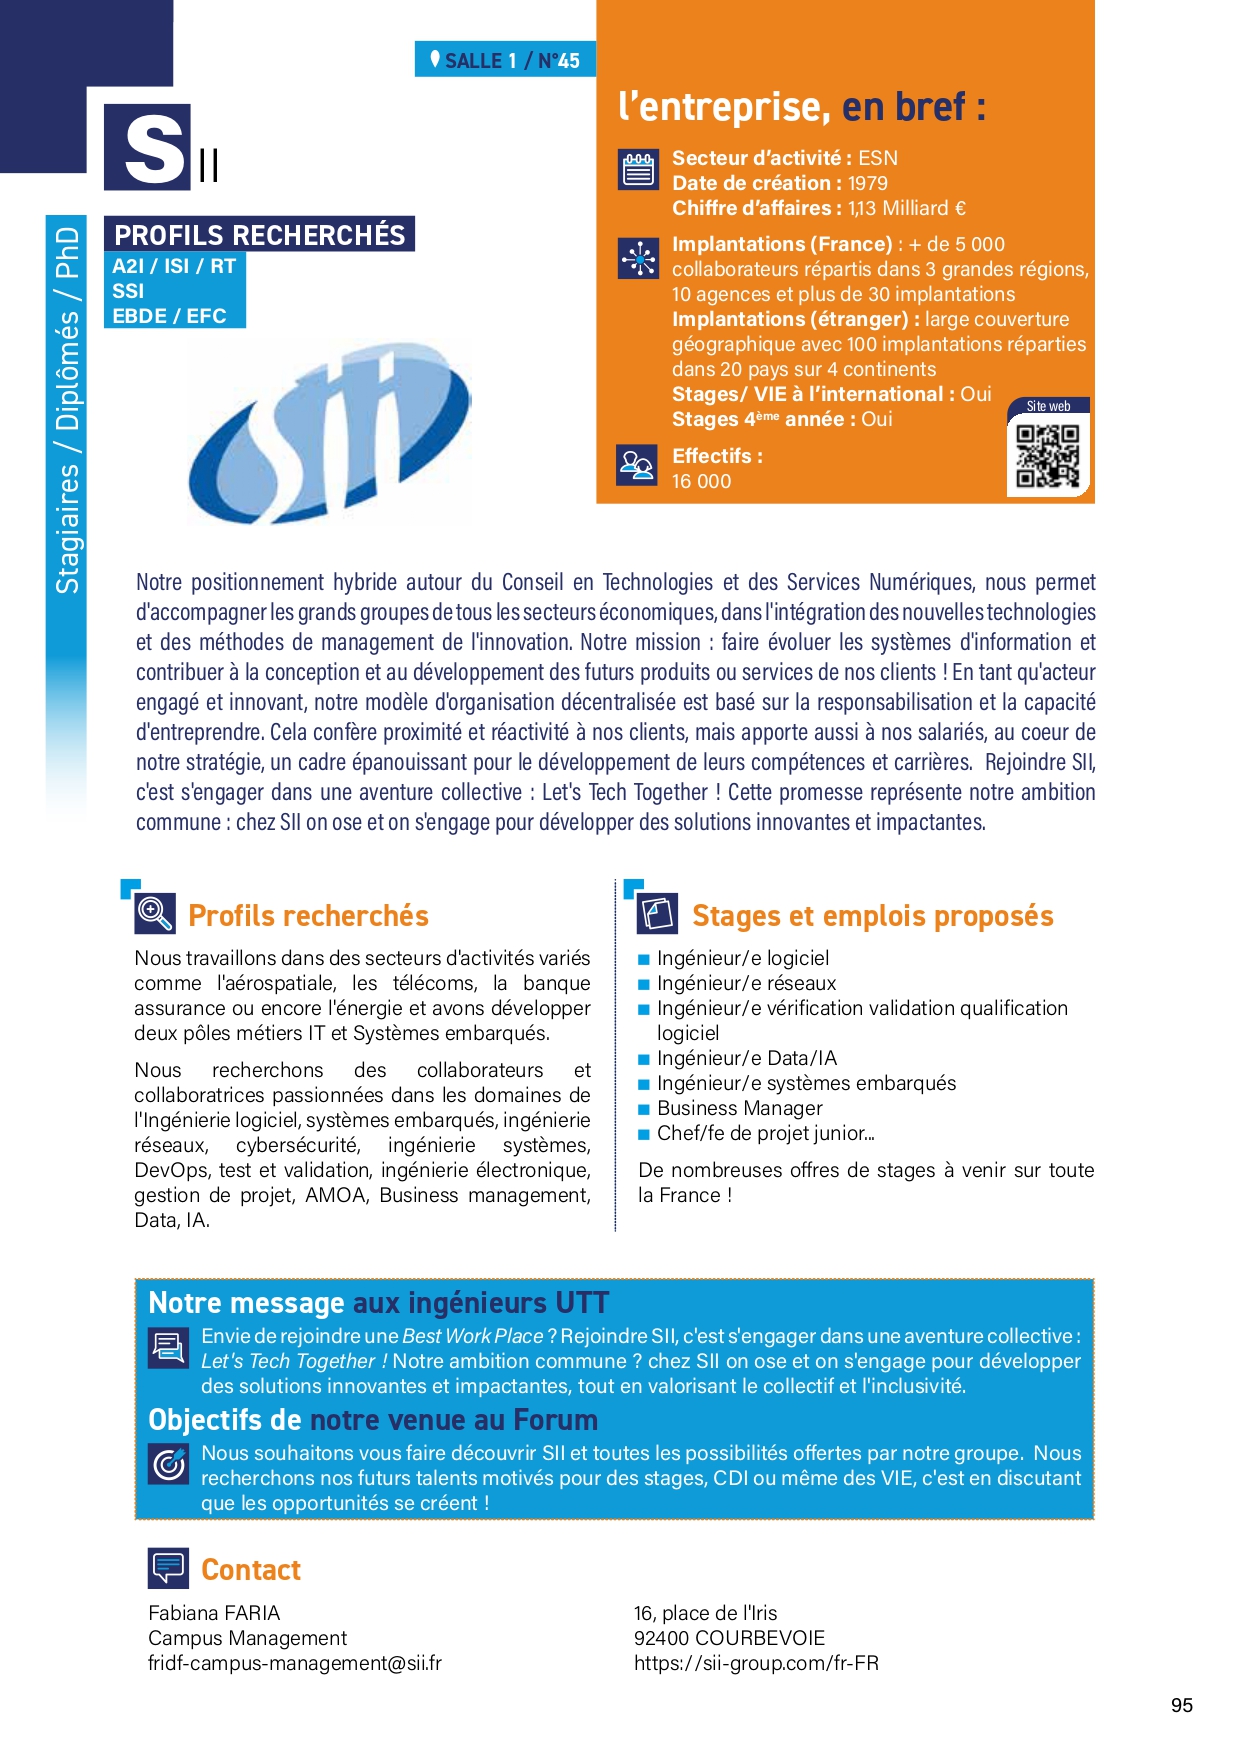 SALLE 1 / N°45
SII
PROFILS RECHERCHÉS
A2I / ISI / RT
SSI
EBDE / EFC
Stagiaires / Diplômés / PhD
sii
l'entreprise, en bref :
Secteur d'activité : ESN
Date de création : 1979
Chiffre d'affaires : 1,13 Milliard €
Implantations (France) : + de 5 000
collaborateurs répartis dans 3 grandes régions,
10 agences et plus de 30 implantations
Implantations (étranger) : large couverture
géographique avec 100 implantations réparties
dans 20 pays sur 4 continents
Stages/ VIE à l'international : Oui
Stages 4ème année : Oui
Site web
Effectifs :
16 000
Notre positionnement hybride autour du Conseil en Technologies et des Services Numériques, nous permet
d'accompagner les grands groupes de tous les secteurs économiques, dans l'intégration des nouvelles technologies
et des méthodes de management de l'innovation. Notre mission : faire évoluer les systèmes d'information et
contribuer à la conception et au développement des futurs produits ou services de nos clients ! En tant qu'acteur
engagé et innovant, notre modèle d'organisation décentralisée est basé sur la responsabilisation et la capacité
d'entreprendre. Cela confère proximité et réactivité à nos clients, mais apporte aussi à nos salariés, au coeur de
notre stratégie, un cadre épanouissant pour le développement de leurs compétences et carrières. Rejoindre SII,
c'est s'engager dans une aventure collective : Let's Tech Together ! Cette promesse représente notre ambition
commune : chez SII on ose et on s'engage pour développer des solutions innovantes et impactantes.
Profils recherchés
Nous travaillons dans des secteurs d'activités variés
comme l'aérospatiale, les télécoms, la banque
assurance ou encore l'énergie et avons développer
deux pôles métiers IT et Systèmes embarqués.
Nous recherchons des collaborateurs et
collaboratrices passionnées dans les domaines de
l'Ingénierie logiciel, systèmes embarqués, ingénierie
réseaux, cybersécurité, ingénierie systèmes,
DevOps, test et validation, ingénierie électronique,
gestion de projet, AMOA, Business management,
Data, IA.
Stages et emplois proposés
Ingénieur/e logiciel
Ingénieur/e réseaux
Ingénieur/e vérification validation qualification
logiciel
Ingénieur/e Data/IA
Ingénieur/e systèmes embarqués
Business Manager
Chef/fe de projet junior...
De nombreuses offres de stages à venir sur toute
la France !
Notre message aux ingénieurs UTT
Envie de rejoindre une Best Work Place ? Rejoindre SII, c'est s'engager dans une aventure collective :
Let's Tech Together ! Notre ambition commune ? chez SII on ose et on s'engage pour développer
des solutions innovantes et impactantes, tout en valorisant le collectif et l'inclusivité.
Objectifs de notre venue au Forum
Nous souhaitons vous faire découvrir SII et toutes les possibilités offertes par notre groupe. Nous
recherchons nos futurs talents motivés pour des stages, CDI ou même des VIE, c'est en discutant
que les opportunités se créent !
Contact
Fabiana FARIA
Campus Management
fridf-campus-management@sii.fr
16, place de l'Iris
92400 COURBEVOIE
https://sii-group.com/fr-FR
95